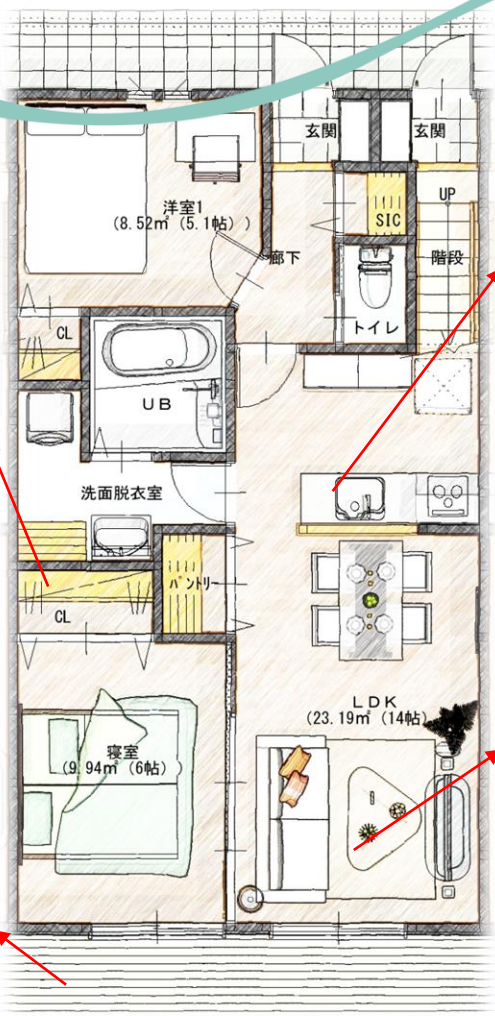 玄関
玄関
洋室1
(8.52㎡ (5.1帖) )
SIC
UP
階段
廊下
トイレ
CL
UB
洗面脱衣室
パントリー
CL
LDK
(23.19㎡ (14帖)
寝室
(9.94㎡ (6帖)